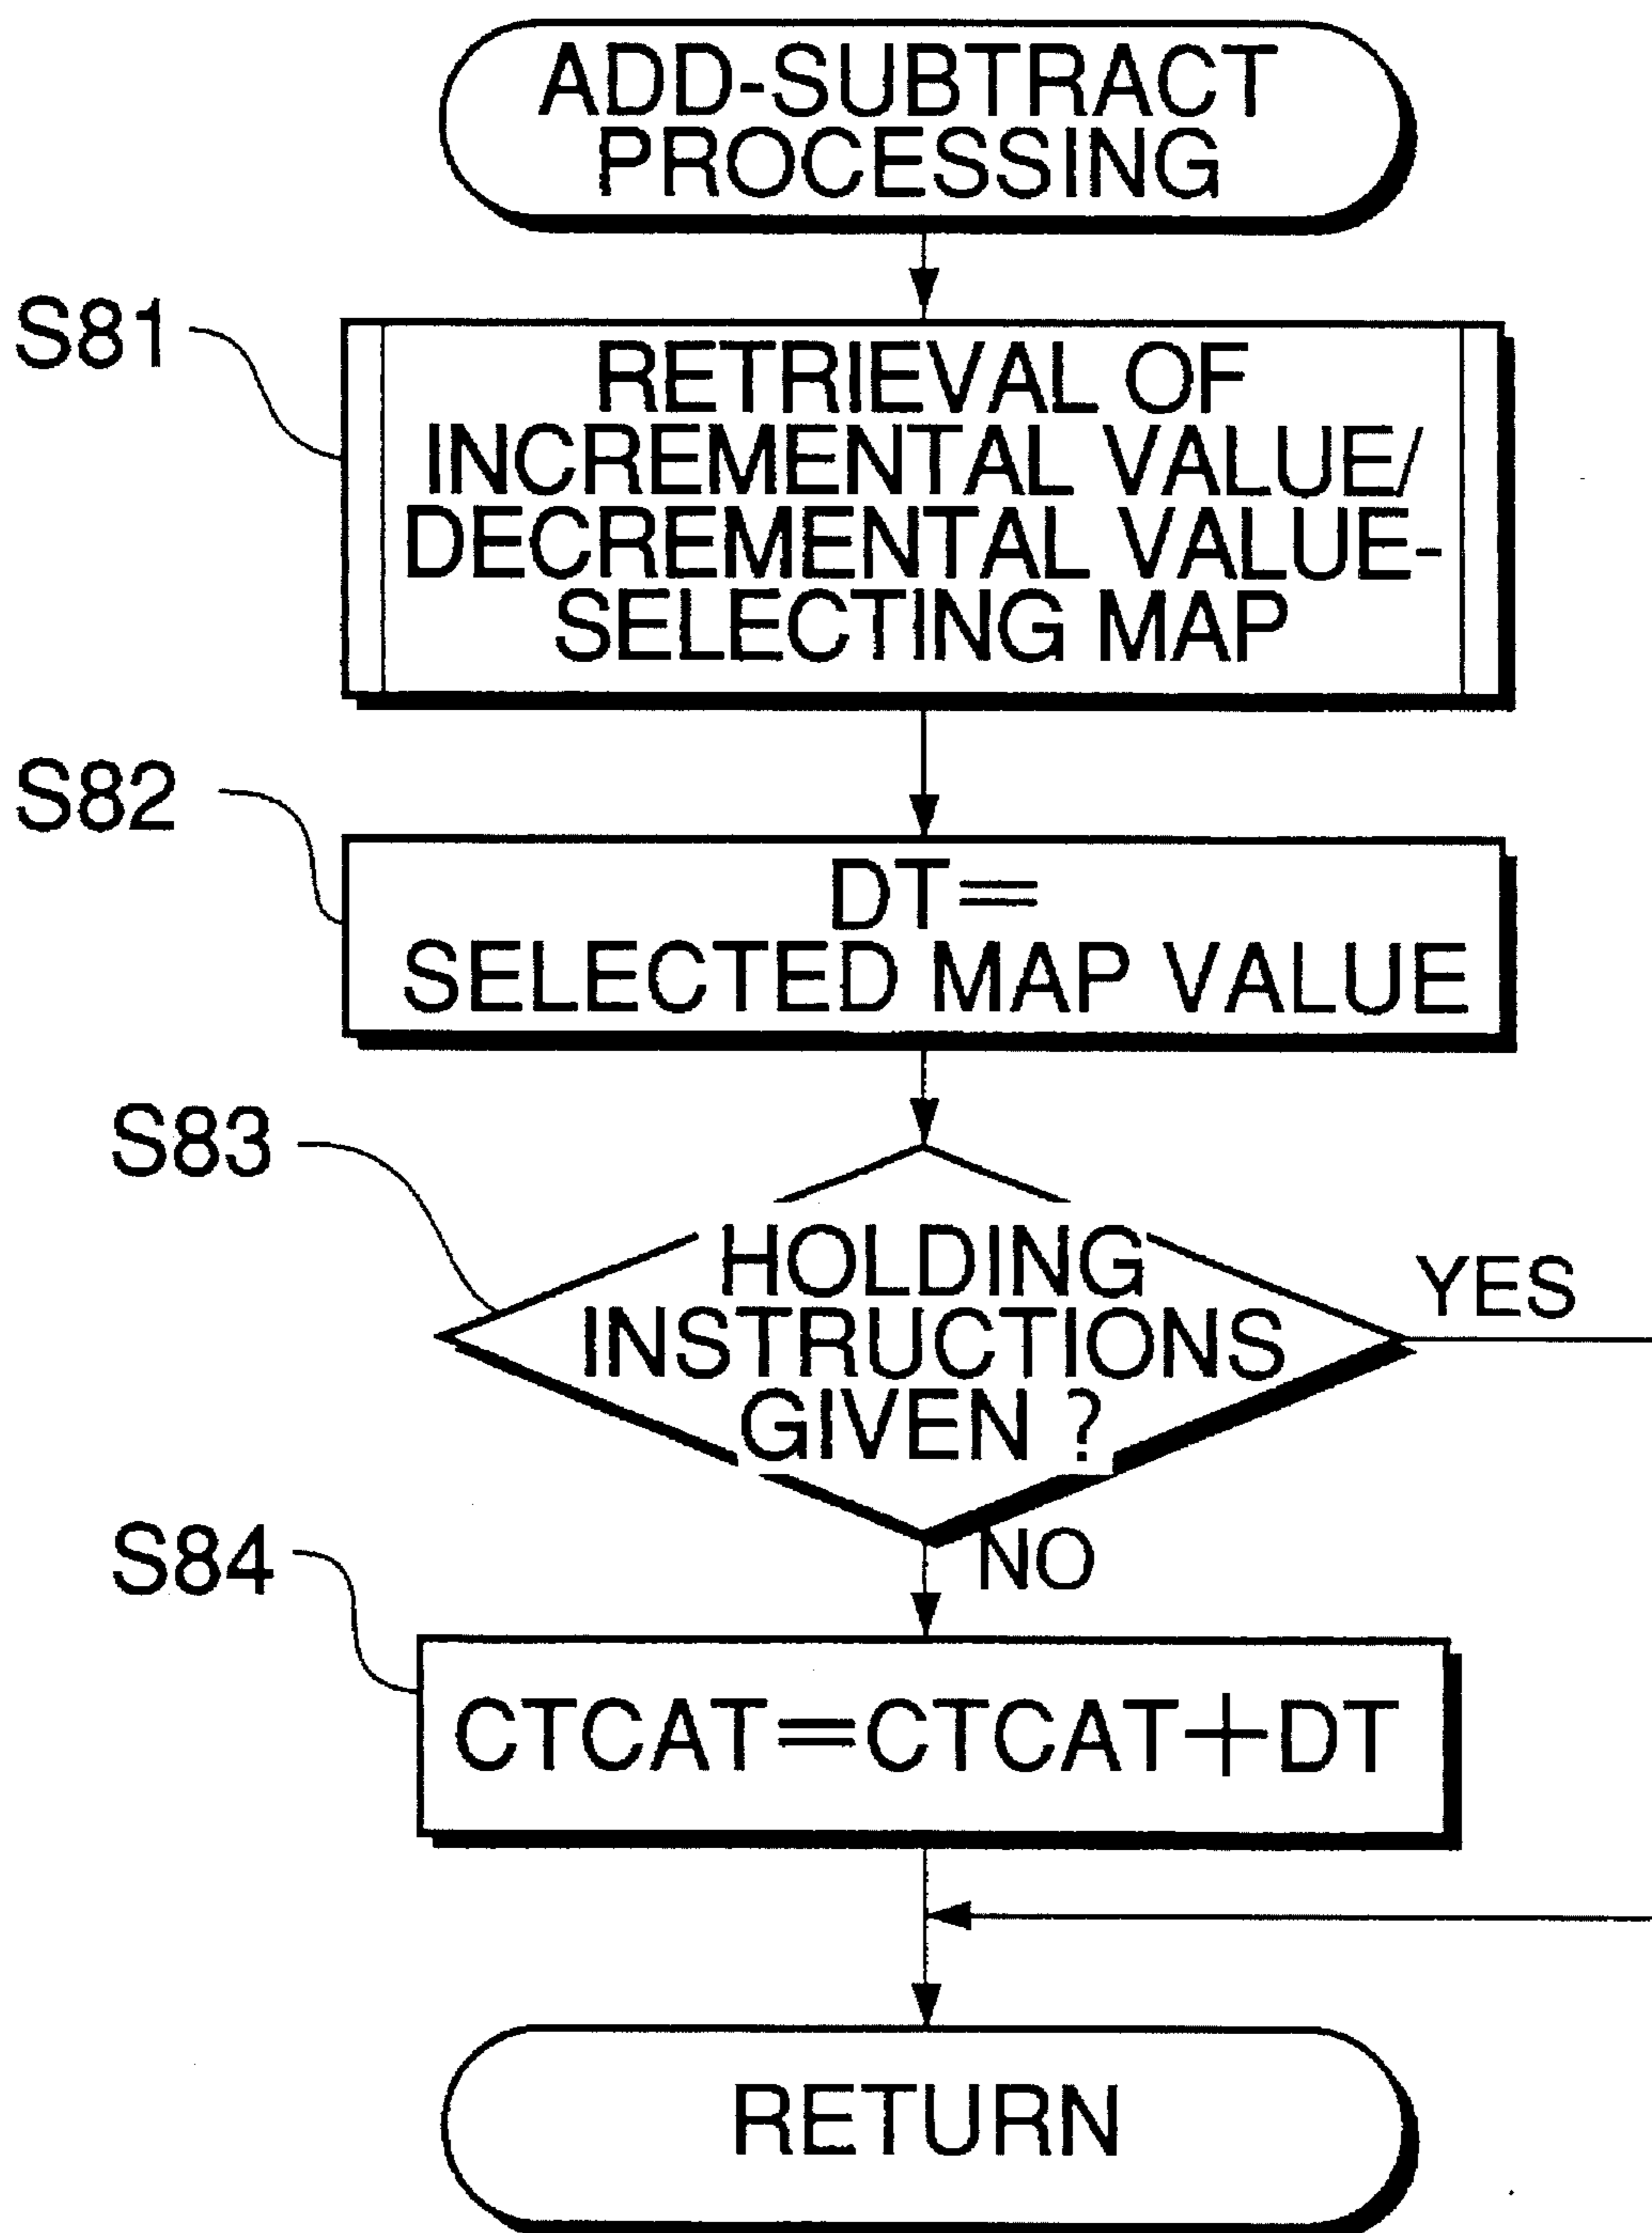 ADD-SUBTRACT
PROCESSING
S81
RETRIEVAL OF
INCREMENTAL VALUE/
DECREMENTAL VALUE-
SELECTING MAP
S82
DT=
SELECTED MAP VALUE
S83
HOLDING
INSTRUCTIONS
GIVEN ?
YES
NO
S84
CTCAT=CTCAT+DT
RETURN